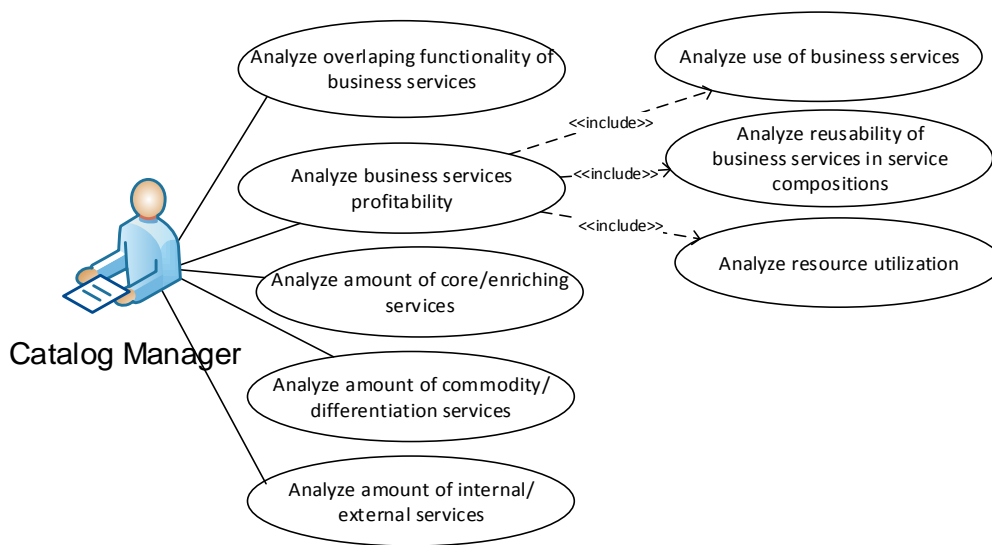 Analyze overlaping functionality of
business services
Analyze use of business services
<<include>>
Analyze business services
profitability
<<include>>
Analyze reusability of
business services in service
compositions
<<include>>
Analyze resource utilization
Analyze amount of core/enriching
services
Catalog Manager
Analyze amount of commodity/
differentiation services
Analyze amount of internal/
external services